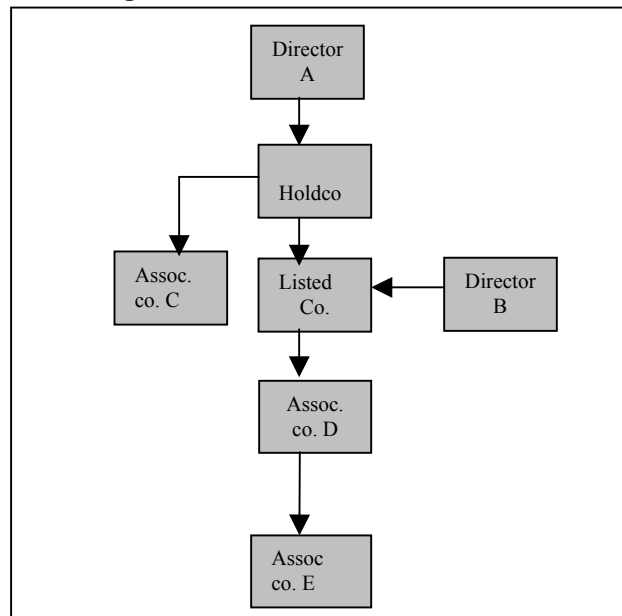 Director
A
Holdco
Assoc.
co. C
Listed
Co.
Director
B
Assoc.
co. D
Assoc
co. E